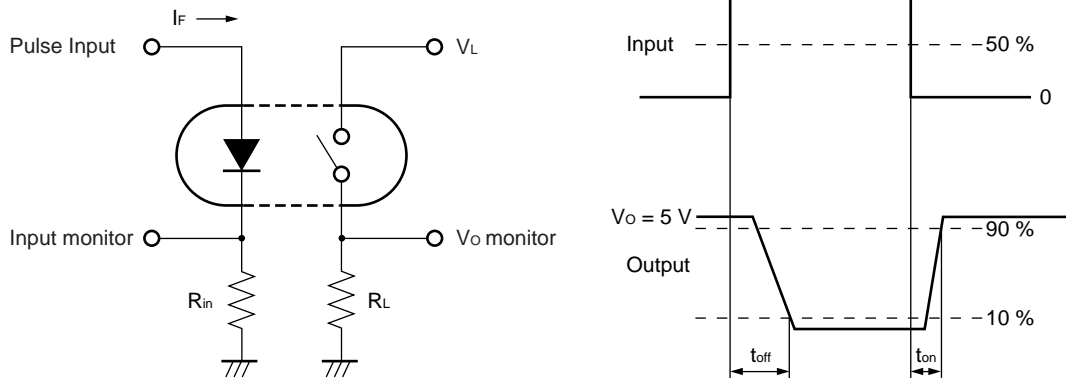 IF
Pulse Input
VL
Input monitor
VO monitor
Rin
RL
Input
50 %
0
VO = 5 V
90 %
Output
10 %
toff
ton